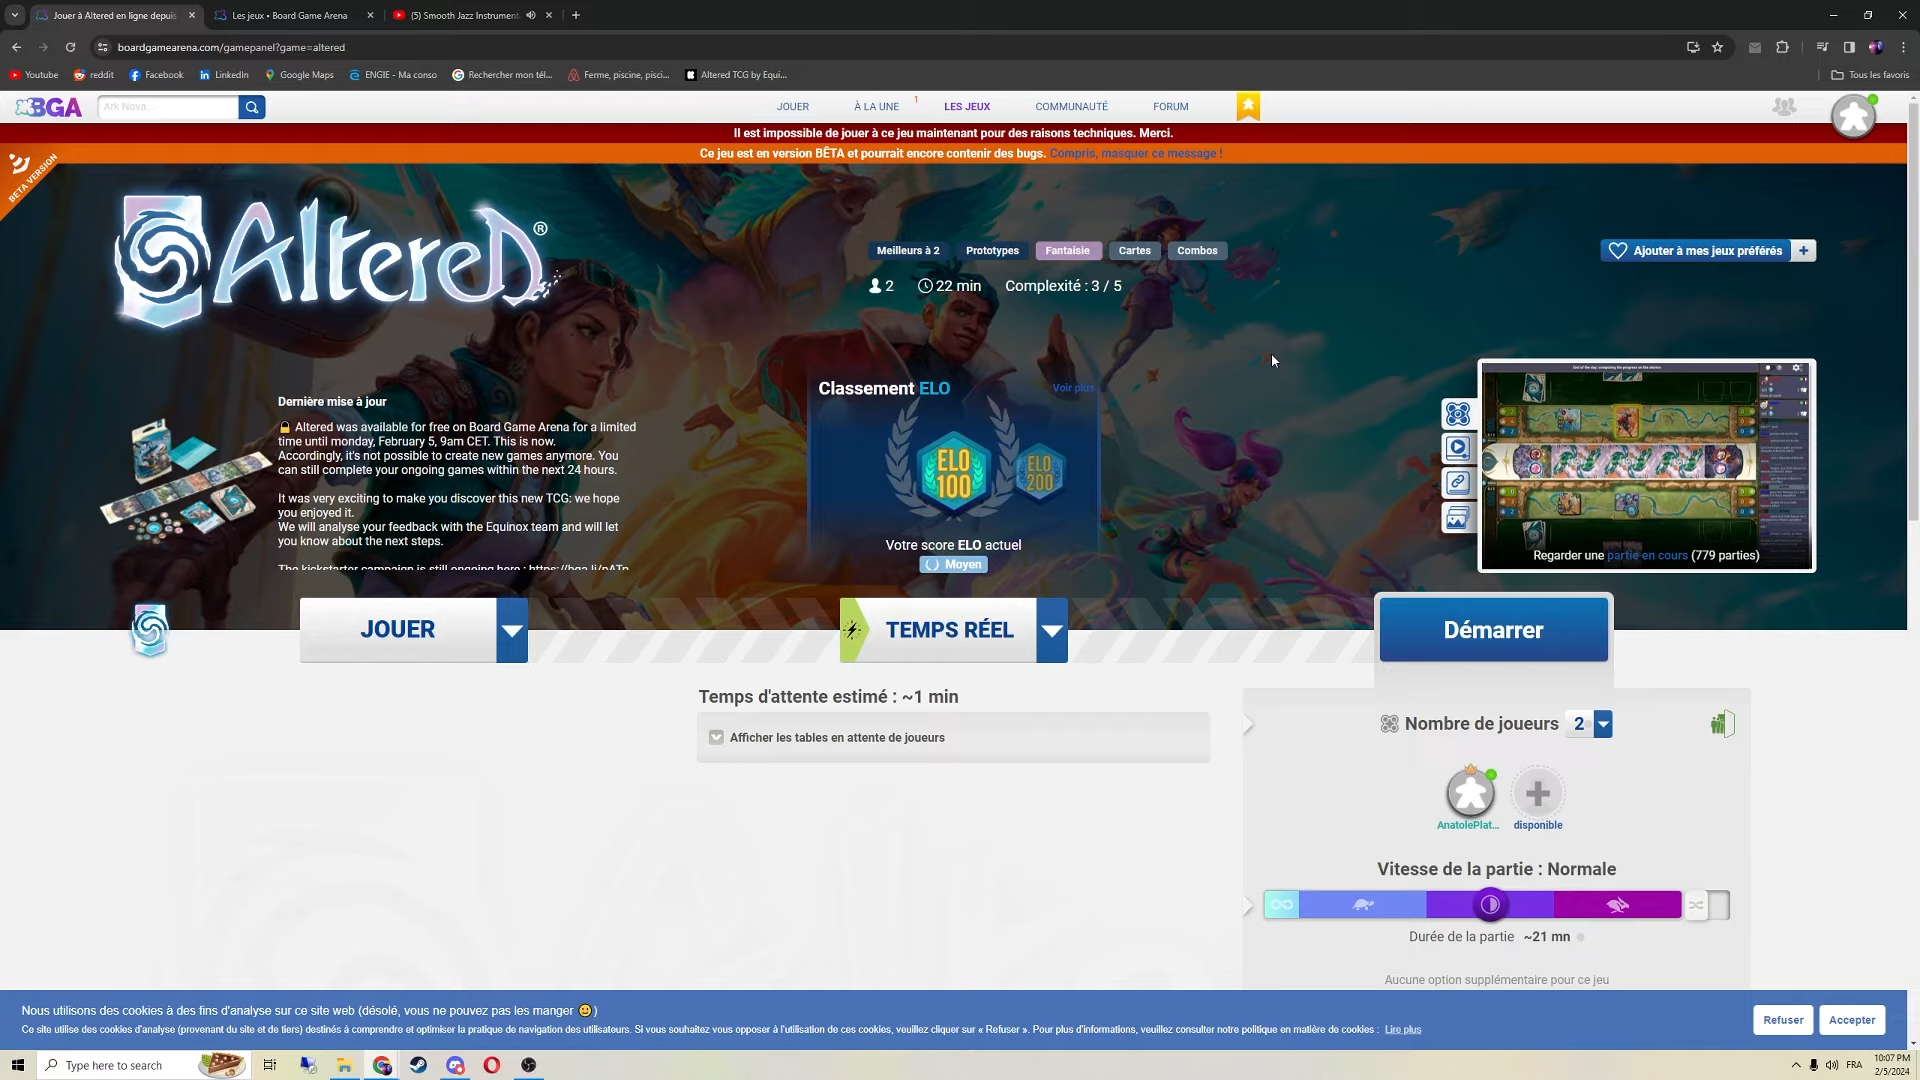 Jouer à Altered en ligne depuis
Les jeux • Board Game Arena
(5) Smooth Jazz Instrument
boardgamearena.com/gamepanel?game=altered
Youtube
reddit
Facebook
LinkedIn
Google Maps
ENGIE - Ma conso
Rechercher mon tél...
Ferme, piscine, pisci...
Altered TCG by Equi...
Tous les favoris
BGA
Ark Nova...
JOUER
À LA UNE
1
LES JEUX
COMMUNAUTÉ
FORUM
Il est impossible de jouer à ce jeu maintenant pour des raisons techniques. Merci.
Ce jeu est en version BÊTA et pourrait encore contenir des bugs. Compris, masquer ce message !
BETA VERSION
Altered®
Meilleurs à 2
Prototypes
Fantaisie
Cartes
Combos
2
22 min
Complexité : 3 / 5
Ajouter à mes jeux préférés
+
Dernière mise à jour
Altered was available for free on Board Game Arena for a limited
time until monday, February 5, 9am CET. This is now.
Accordingly, it's not possible to create new games anymore. You
can still complete your ongoing games within the next 24 hours.
It was very exciting to make you discover this new TCG: we hope
you enjoyed it.
We will analyse your feedback with the Equinox team and will let
you know about the next steps.
The kickstarter campaign is still ongoing here : https://bga.li/nATn
Classement ELO
Voir plus
ELO
100
ELO
200
Votre score ELO actuel
Moyen
Regarder une partie en cours (779 parties)
JOUER
TEMPS RÉEL
Démarrer
Temps d'attente estimé : ~1 min
Afficher les tables en attente de joueurs
Nombre de joueurs
2
AnatolePlat...
disponible
Vitesse de la partie : Normale
Durée de la partie ~21 mn
Aucune option supplémentaire pour ce jeu
Nous utilisons des cookies à des fins d'analyse sur ce site web (désolé, vous ne pouvez pas les manger 🙂)
Ce site utilise des cookies d'analyse (provenant du site et de tiers) destinés à comprendre et optimiser la pratique de navigation des utilisateurs. Si vous souhaitez vous opposer à l'utilisation de ces cookies, veuillez cliquer sur « Refuser ». Pour plus d'informations, veuillez consulter notre politique en matière de cookies : Lire plus
Refuser
Accepter
Type here to search
FRA
10:07 PM
2/5/2024